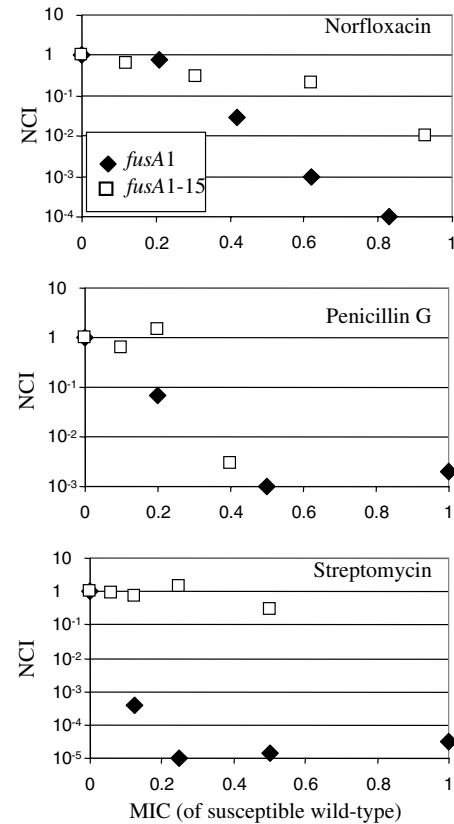 Norfloxacin
10
1
10⁻¹
10⁻²
10⁻³
10⁻⁴
NCI
fusA1
fusA1-15
0 0.2 0.4 0.6 0.8 1
Penicillin G
10
1
10⁻¹
10⁻²
10⁻³
NCI
0 0.2 0.4 0.6 0.8 1
Streptomycin
10
1
10⁻¹
10⁻²
10⁻³
10⁻⁴
10⁻⁵
NCI
0 0.2 0.4 0.6 0.8 1
MIC (of susceptible wild-type)